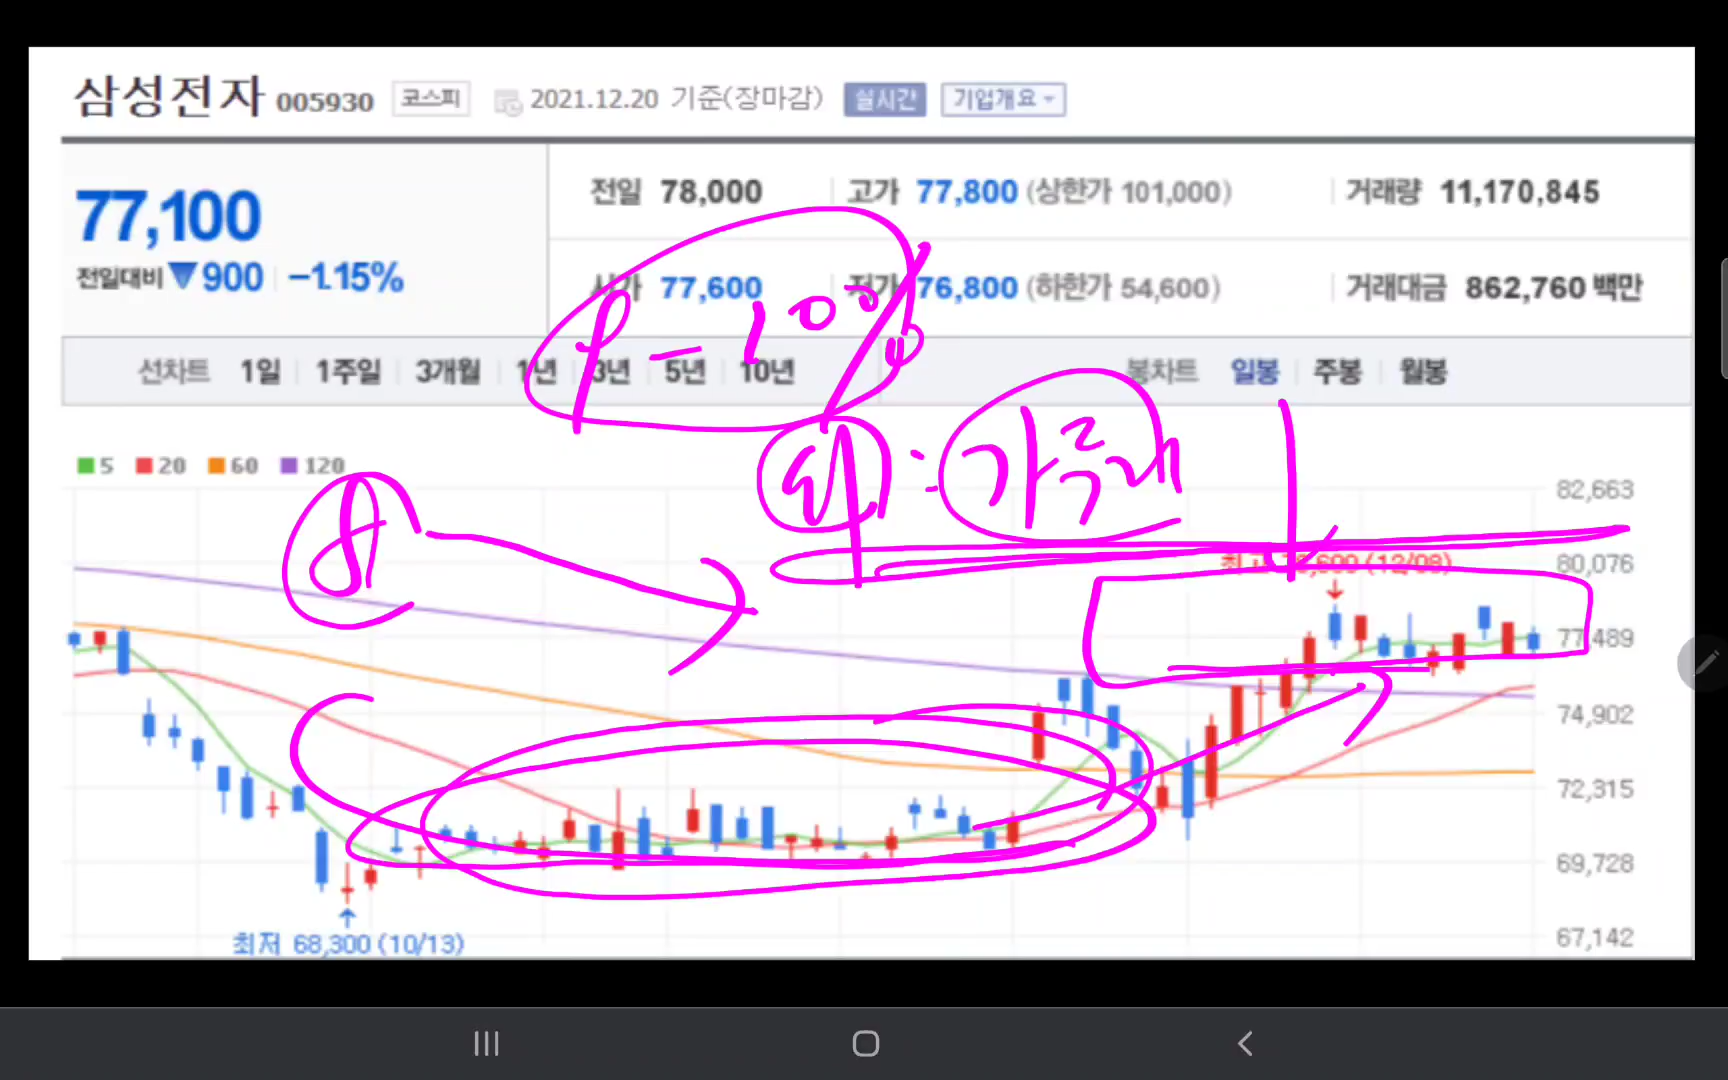 삼성전자 005930 코스피 2021.12.20 기준(장마감) 실시간 기업개요
77,100
전일대비 ▼900 -1.15%
전일 78,000 고가 77,800 (상한가 101,000) 거래량 11,170,845
시가 77,600 저가 76,800 (하한가 54,600) 거래대금 862,760 백만
선차트 1일 1주일 3개월 1년 3년 5년 10년 봉차트 일봉 주봉 월봉
5 20 60 120
82,663
80,076
77,489
74,902
72,315
69,728
67,142
(12/08)
최저 68,300 (10/13)